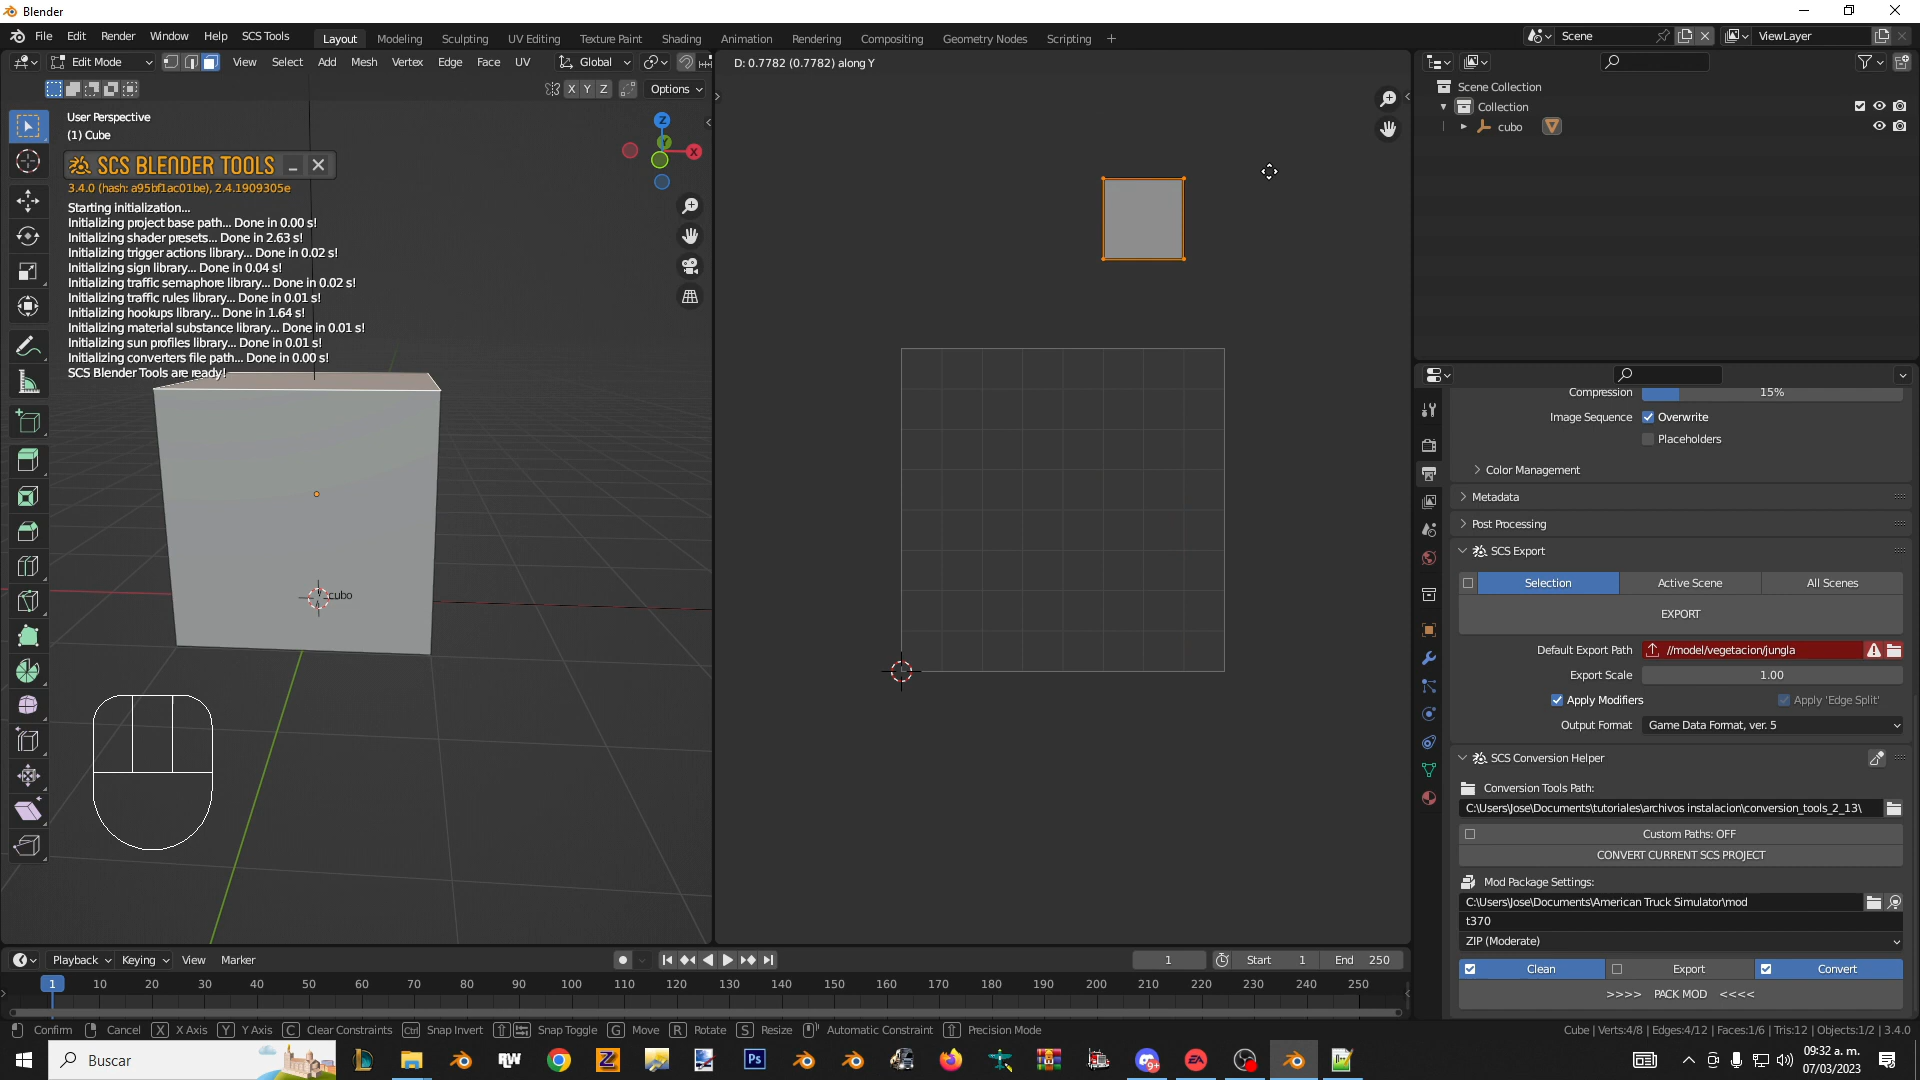 Blender
File Edit Render Window Help SCS Tools
Layout Modeling Sculpting UV Editing Texture Paint Shading Animation Rendering Compositing Geometry Nodes Scripting +
Scene
ViewLayer
Edit Mode View Select Add Mesh Vertex Edge Face UV Global
D: 0.7782 (0.7782) along Y
X Y Z Options
Scene Collection
Collection
cubo
User Perspective
(1) Cube
Z
Y
X
SCS BLENDER TOOLS
3.4.0 (hash: a95bf1ac01be), 2.4.1909305e
Starting initialization...
Initializing project base path... Done in 0.00 s!
Initializing shader presets... Done in 2.63 s!
Initializing trigger actions library... Done in 0.02 s!
Initializing sign library... Done in 0.04 s!
Initializing traffic semaphore library... Done in 0.02 s!
Initializing traffic rules library... Done in 0.01 s!
Initializing hookups library... Done in 1.64 s!
Initializing material substance library... Done in 0.01 s!
Initializing sun profiles library... Done in 0.01 s!
Initializing converters file path... Done in 0.00 s!
SCS Blender Tools are ready!
cubo
Compression 15%
Image Sequence Overwrite
Placeholders
Color Management
Metadata
Post Processing
SCS Export
Selection Active Scene All Scenes
EXPORT
Default Export Path //model/vegetacion/jungla
Export Scale 1.00
Apply Modifiers Apply 'Edge Split'
Output Format Game Data Format, ver. 5
SCS Conversion Helper
Conversion Tools Path:
C:\Users\Jose\Documents\tutoriales\archivos instalacion\conversion_tools_2_13\
Custom Paths: OFF
CONVERT CURRENT SCS PROJECT
Mod Package Settings:
C:\Users\Jose\Documents\American Truck Simulator\mod
t370
ZIP (Moderate)
Clean Export Convert
>>>> PACK MOD <<<<
Playback Keying View Marker
1 Start 1 End 250
1 10 20 30 40 50 60 70 80 90 100 110 120 130 140 150 160 170 180 190 200 210 220 230 240 250
Confirm Cancel X X Axis Y Y Axis C Clear Constraints Ctrl Snap Invert Snap Toggle G Move R Rotate S Resize Automatic Constraint Precision Mode
Cube | Verts:4/8 | Edges:4/12 | Faces:1/6 | Tris:12 | Objects:1/2 | 3.4.0
Buscar
RW
Z
Ps
9+
EA
09:32 a. m.
07/03/2023